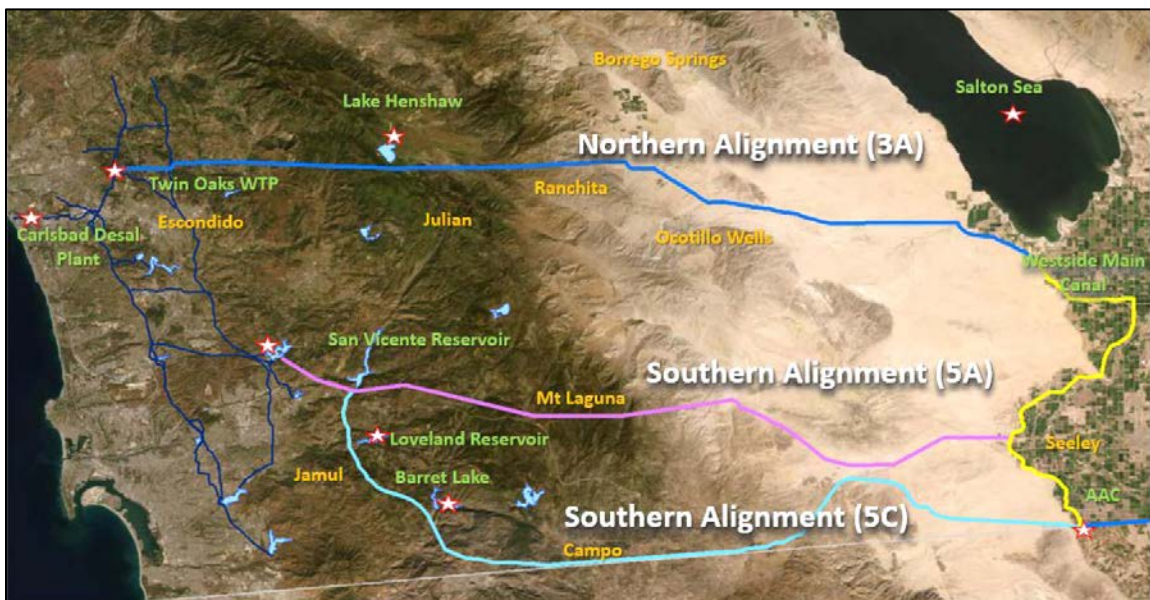 Borrego Springs
Salton Sea
Lake Henshaw
Northern Alignment (3A)
Twin Oaks WTP
Ranchita
Escondido
Julian
Carlsbad Desal
Plant
Ocotillo Wells
Westside Main
Canal
San Vicente Reservoir
Southern Alignment (5A)
Mt Laguna
Loveland Reservoir
Seeley
Jamul
Barret Lake
AAC
Southern Alignment (5C)
Campo